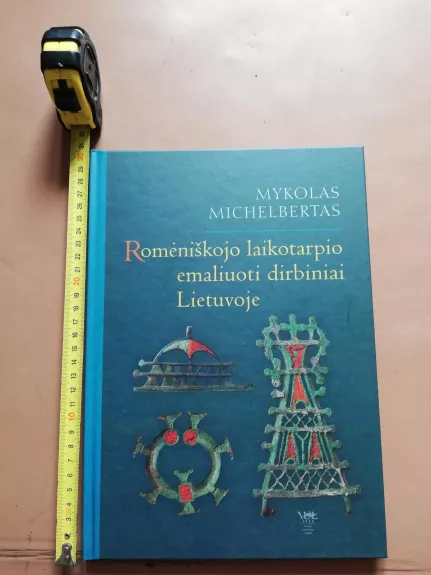 MYKOLAS
MICHELBERTAS
Romėniškojo laikotarpio
emaliuoti dirbiniai
Lietuvoje